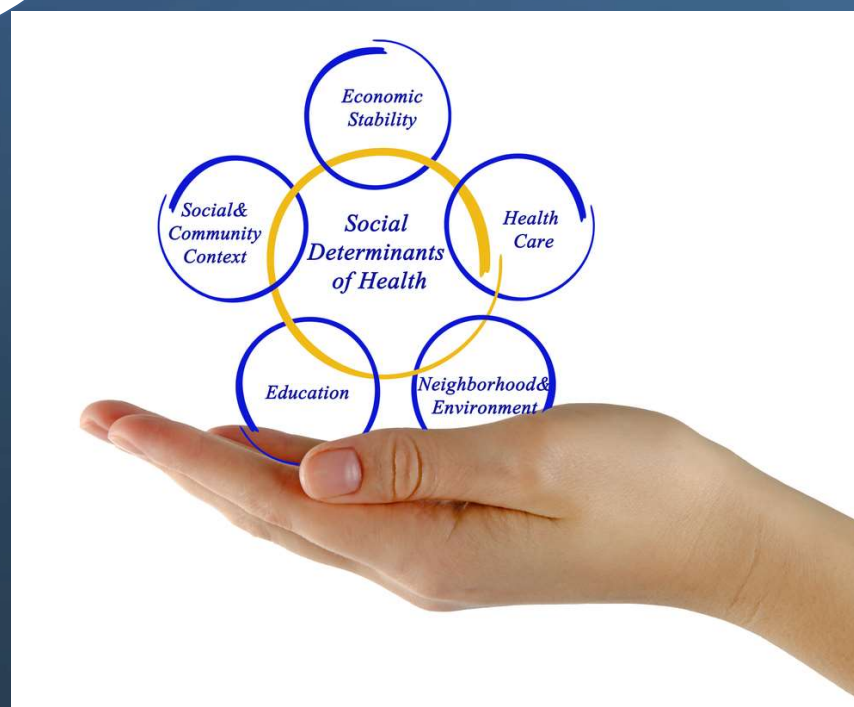 Economic
Stability
Social&
Community
Context
Social
Determinants
of Health
Health
Care
Education
Neighborhood&
Environment